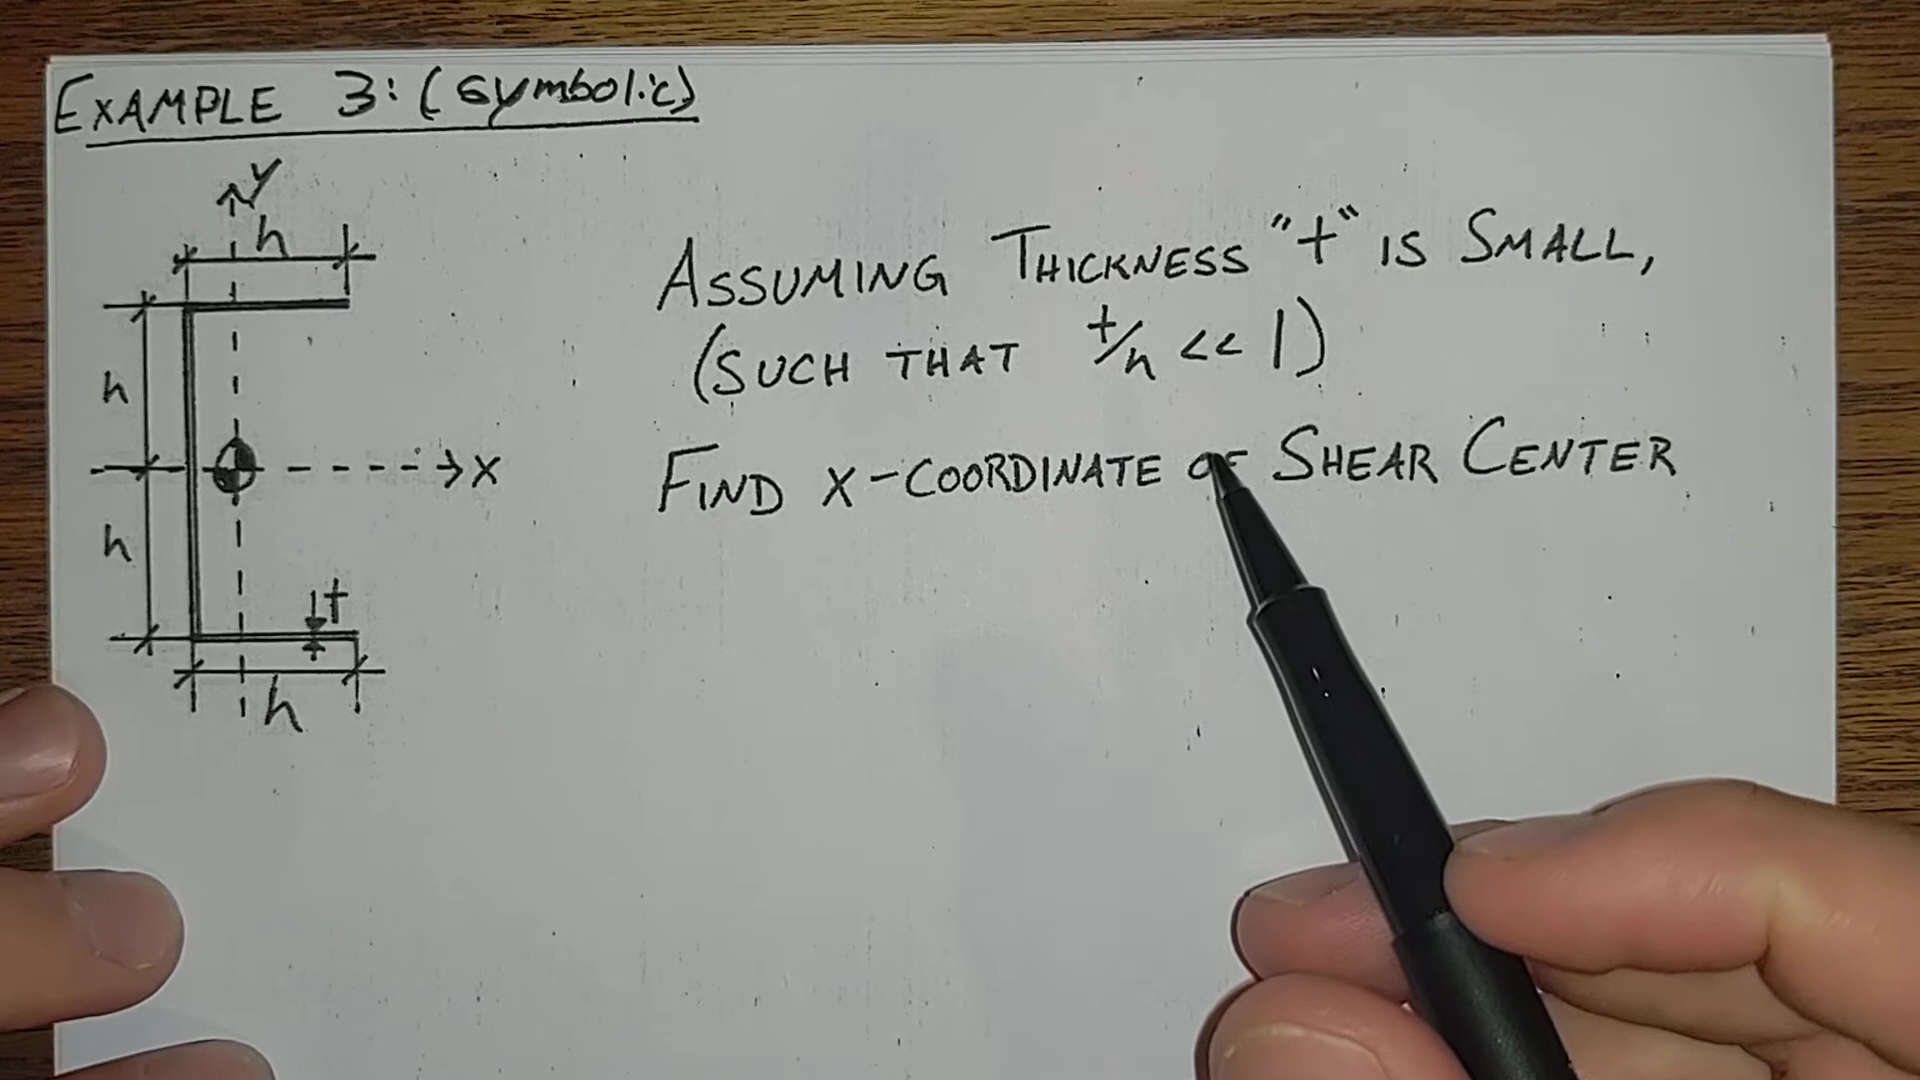 EXAMPLE 3: (Symbolic)
y
h
h
x
h
t
h
ASSUMING THICKNESS "t" IS SMALL,
(SUCH THAT t/h << 1)
FIND X-COORDINATE OF SHEAR CENTER